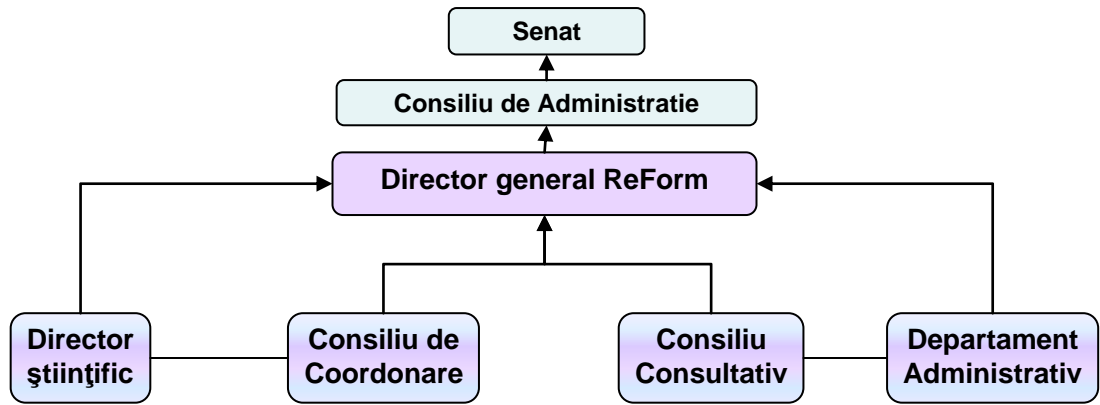 Senat
Consiliu de Administratie
Director general ReForm
Director
ştiinţific
Consiliu de
Coordonare
Consiliu
Consultativ
Departament
Administrativ